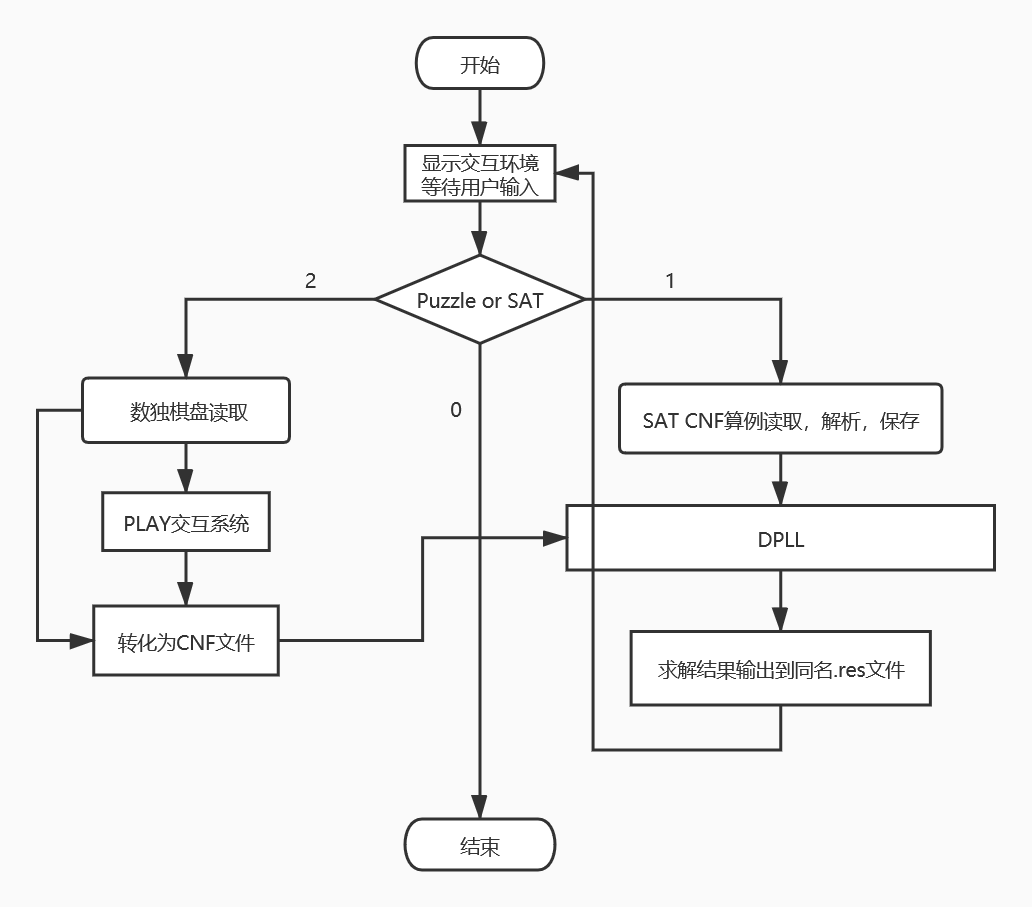 开始
显示交互环境
等待用户输入
2
1
Puzzle or SAT
0
数独棋盘读取
SAT CNF算例读取，解析，保存
PLAY交互系统
DPLL
转化为CNF文件
求解结果输出到同名.res文件
结束